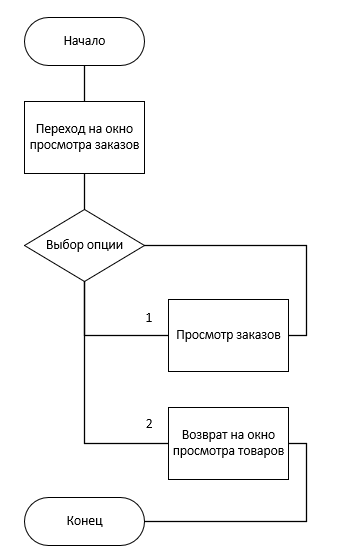 Начало
Переход на окно
просмотра заказов
Выбор опции
1
Просмотр заказов
2
Возврат на окно
просмотра товаров
Конец